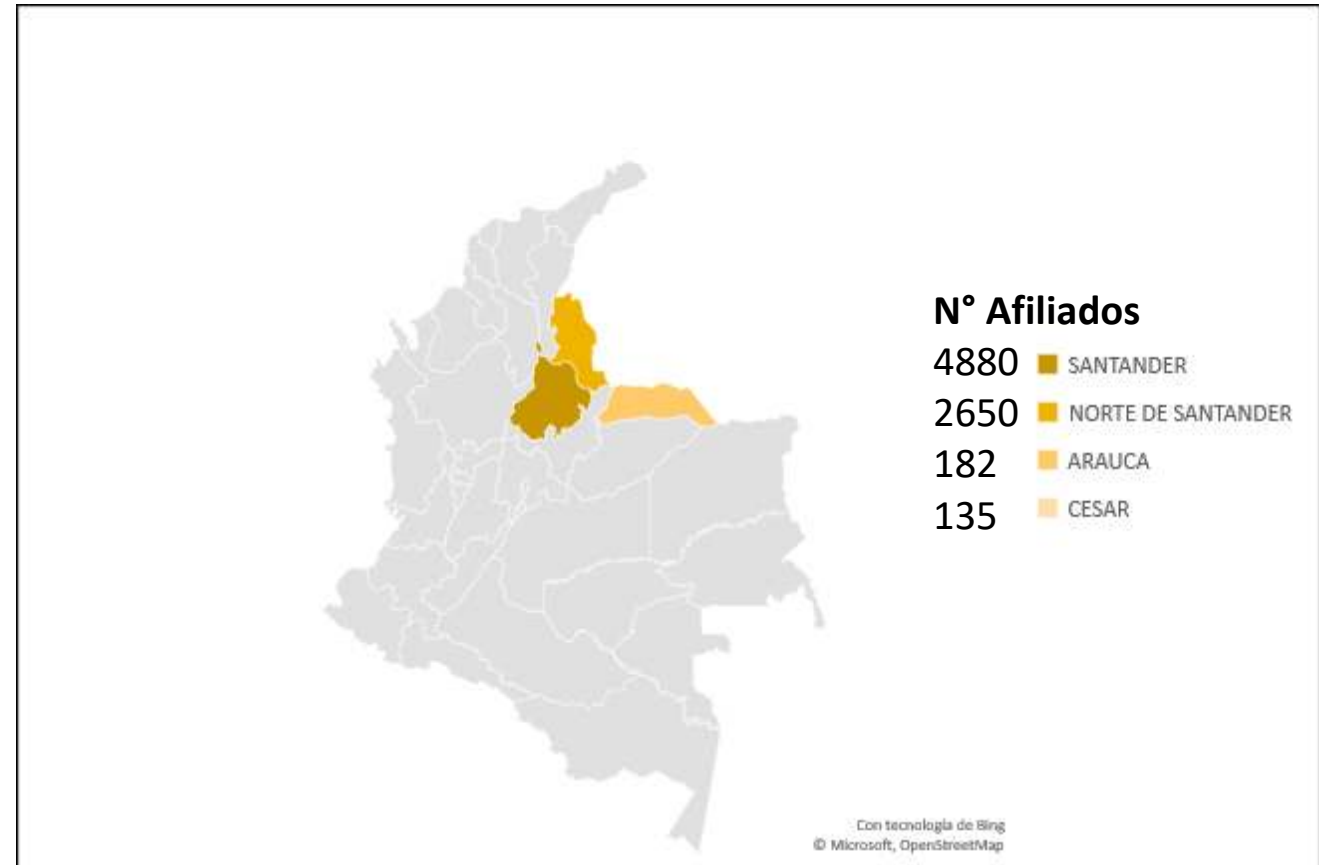 N° Afiliados
4880 SANTANDER
2650 NORTE DE SANTANDER
182 ARAUCA
135 CESAR
Con tecnología de Bing
© Microsoft, OpenStreetMap